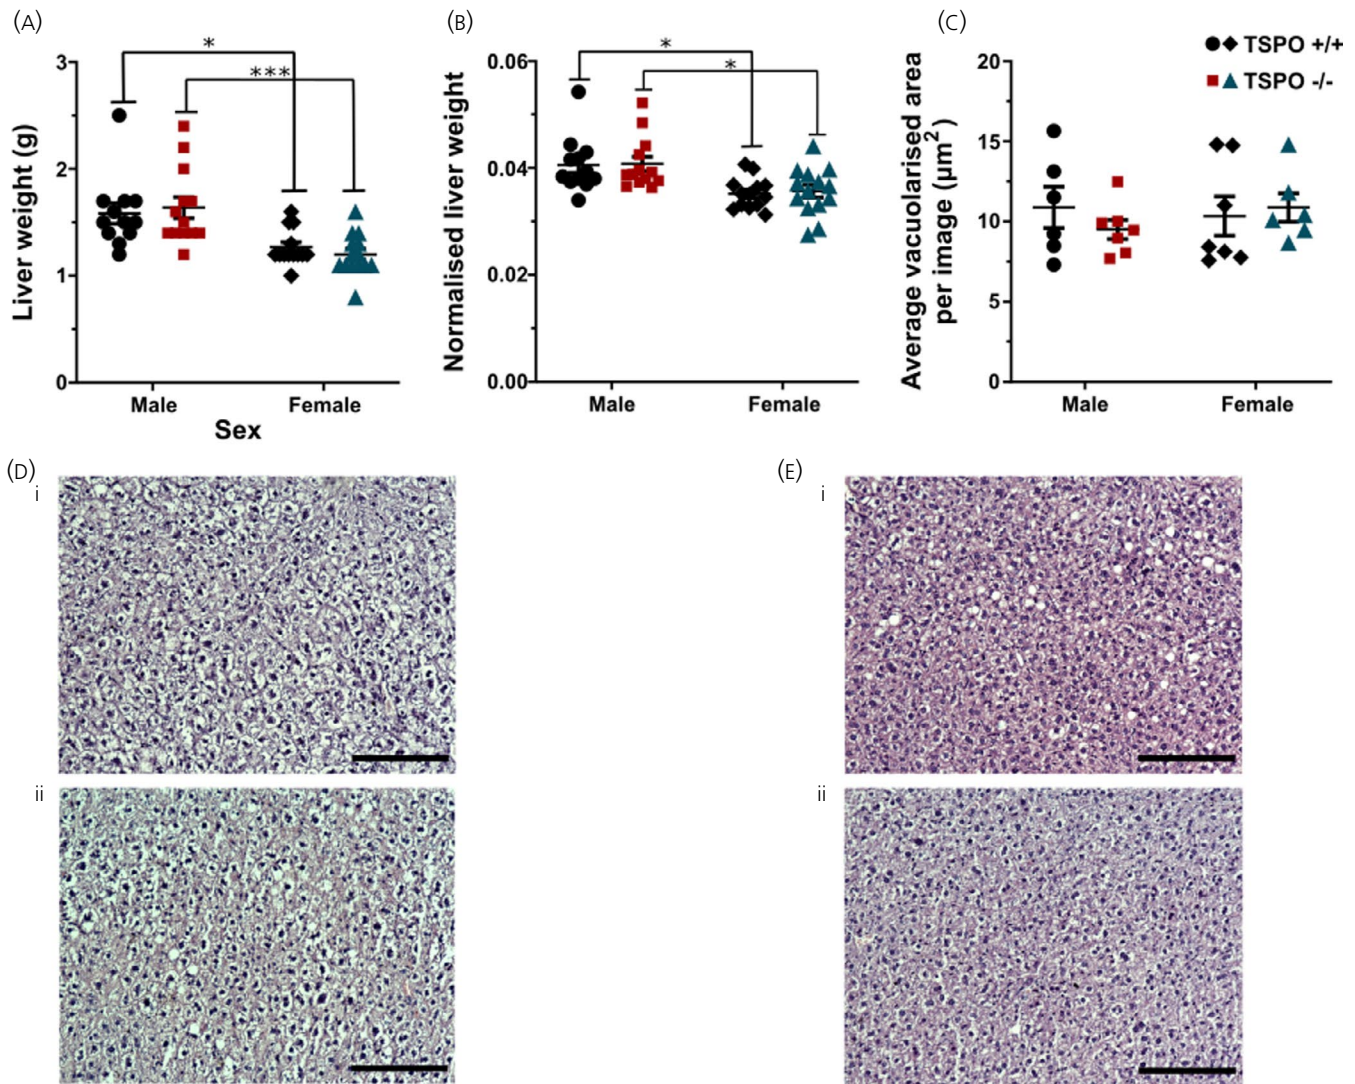 (A)
*
***
Liver weight (g)
3
2
1
0
Male
Female
Sex
(B)
*
*
Normalised liver weight
0.06
0.04
0.02
0.00
Male
Female
(C)
TSPO +/+
TSPO -/-
Average vacuolarised area
per image (µm²)
20
15
10
5
0
Male
Female
(D)
i
ii
(E)
i
ii